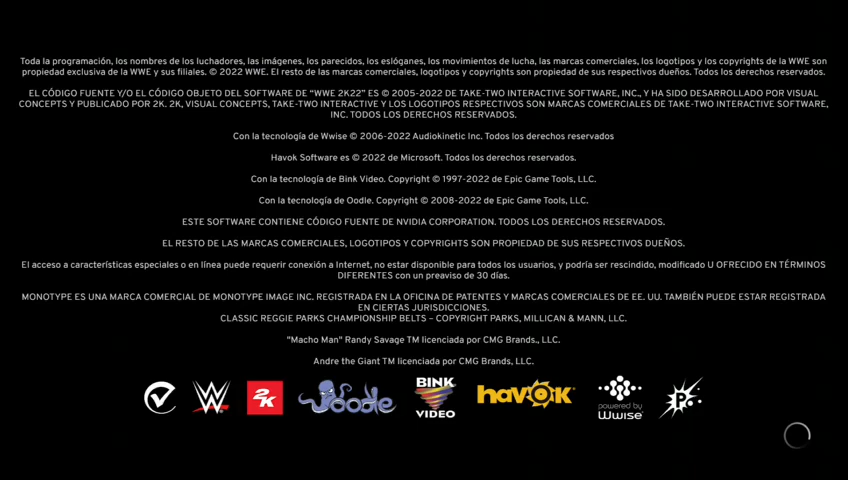 Toda la programación, los nombres de los luchadores, las imágenes, los parecidos, los eslóganes, los movimientos de lucha, las marcas comerciales, los logotipos y los copyrights de la WWE son
propiedad exclusiva de la WWE y sus filiales. © 2022 WWE. El resto de las marcas comerciales, logotipos y copyrights son propiedad de sus respectivos dueños. Todos los derechos reservados.
EL CÓDIGO FUENTE Y/O EL CÓDIGO OBJETO DEL SOFTWARE DE “WWE 2K22” ES © 2005-2022 DE TAKE-TWO INTERACTIVE SOFTWARE, INC., Y HA SIDO DESARROLLADO POR VISUAL
CONCEPTS Y PUBLICADO POR 2K. 2K, VISUAL CONCEPTS, TAKE-TWO INTERACTIVE Y LOS LOGOTIPOS RESPECTIVOS SON MARCAS COMERCIALES DE TAKE-TWO INTERACTIVE SOFTWARE,
INC. TODOS LOS DERECHOS RESERVADOS.
Con la tecnología de Wwise © 2006-2022 Audiokinetic Inc. Todos los derechos reservados
Havok Software es © 2022 de Microsoft. Todos los derechos reservados.
Con la tecnología de Bink Video. Copyright © 1997-2022 de Epic Game Tools, LLC.
Con la tecnología de Oodle. Copyright © 2008-2022 de Epic Game Tools, LLC.
ESTE SOFTWARE CONTIENE CÓDIGO FUENTE DE NVIDIA CORPORATION. TODOS LOS DERECHOS RESERVADOS.
EL RESTO DE LAS MARCAS COMERCIALES, LOGOTIPOS Y COPYRIGHTS SON PROPIEDAD DE SUS RESPECTIVOS DUEÑOS.
El acceso a características especiales o en línea puede requerir conexión a Internet, no estar disponible para todos los usuarios, y podría ser rescindido, modificado U OFRECIDO EN TÉRMINOS
DIFERENTES con un preaviso de 30 días.
MONOTYPE ES UNA MARCA COMERCIAL DE MONOTYPE IMAGE INC. REGISTRADA EN LA OFICINA DE PATENTES Y MARCAS COMERCIALES DE EE. UU. TAMBIÉN PUEDE ESTAR REGISTRADA
EN CIERTAS JURISDICCIONES.
CLASSIC REGGIE PARKS CHAMPIONSHIP BELTS – COPYRIGHT PARKS, MILLICAN & MANN, LLC.
"Macho Man" Randy Savage TM licenciada por CMG Brands., LLC.
Andre the Giant TM licenciada por CMG Brands, LLC.
W 2K oodle BINK VIDEO havok powered by Wwise P.